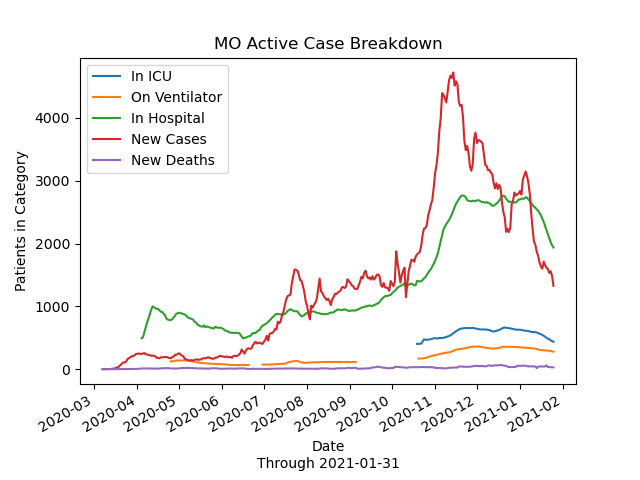 MO Active Case Breakdown
In ICU
On Ventilator
In Hospital
New Cases
New Deaths
Patients in Category
4000
3000
2000
1000
0
2020-03
2020-04
2020-05
2020-06
2020-07
2020-08
2020-09
2020-10
2020-11
2020-12
2021-01
2021-02
Date
Through 2021-01-31